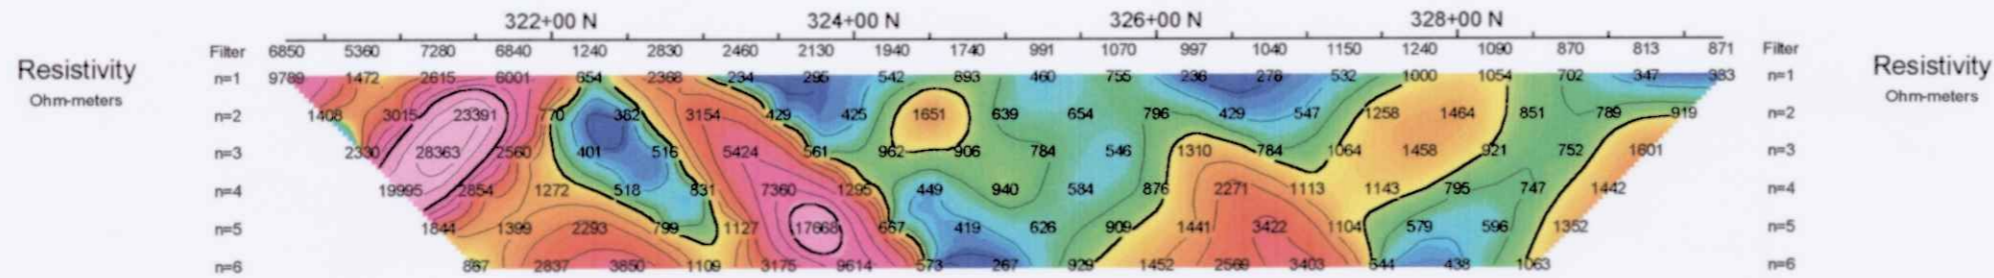 322+00 N 324+00 N 326+00 N 328+00 N
Filter 6850 5360 7280 6840 1240 2830 2460 2130 1940 1740 991 1070 997 1040 1150 1240 1090 870 813 871 Filter
Resistivity Resistivity
n=1 9789 1472 2615 6001 654 2368 234 295 542 893 460 755 236 278 532 1000 1054 702 347 383 n=1
Ohm-meters Ohm-meters
n=2 1408 3015 23391 770 382 3154 429 425 1651 639 654 796 429 547 1258 1464 851 789 919 n=2
n=3 2330 28363 2560 401 516 5424 561 962 906 784 546 1310 784 1064 1458 921 752 1601 n=3
n=4 19995 2854 1272 518 831 7360 1295 449 940 584 876 2271 1113 1143 795 747 1442 n=4
n=5 1844 1399 2293 799 1127 17668 667 419 626 909 1441 3422 1104 579 596 1352 n=5
n=6 867 2837 3850 1109 3175 9614 573 267 929 1452 2569 3403 544 438 1063 n=6